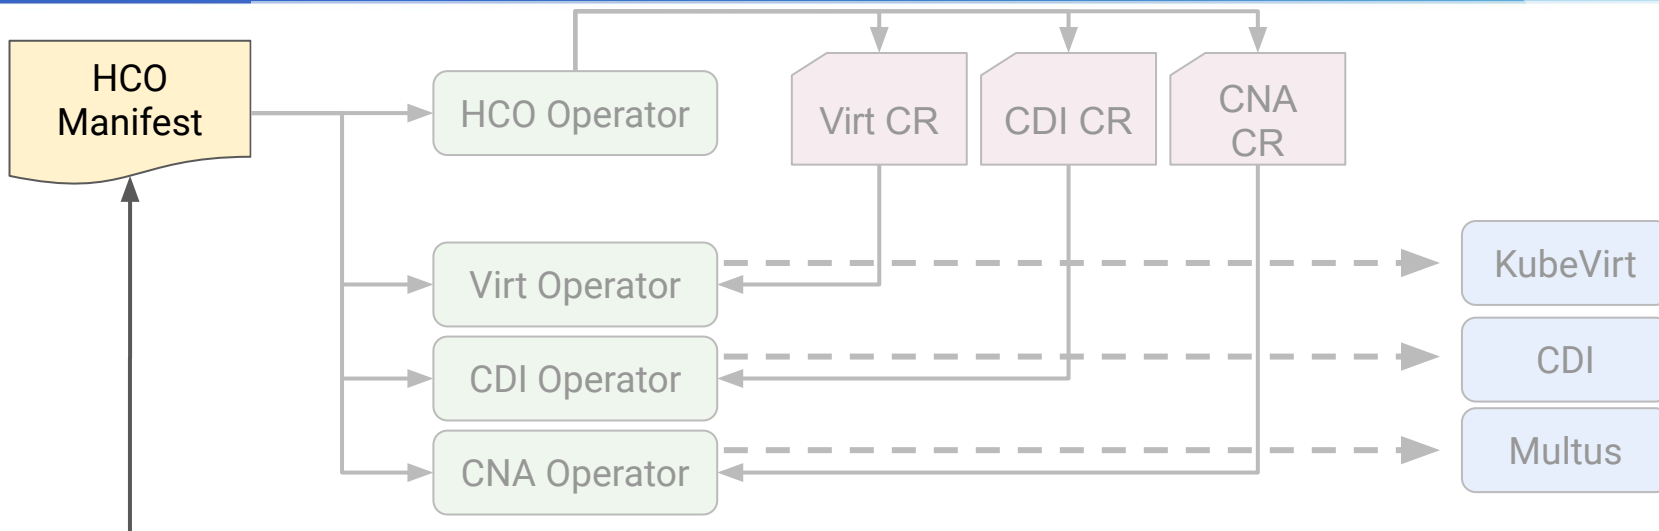 HCO
Manifest
HCO Operator
Virt CR
CDI CR
CNA
CR
Virt Operator
KubeVirt
CDI Operator
CDI
CNA Operator
Multus